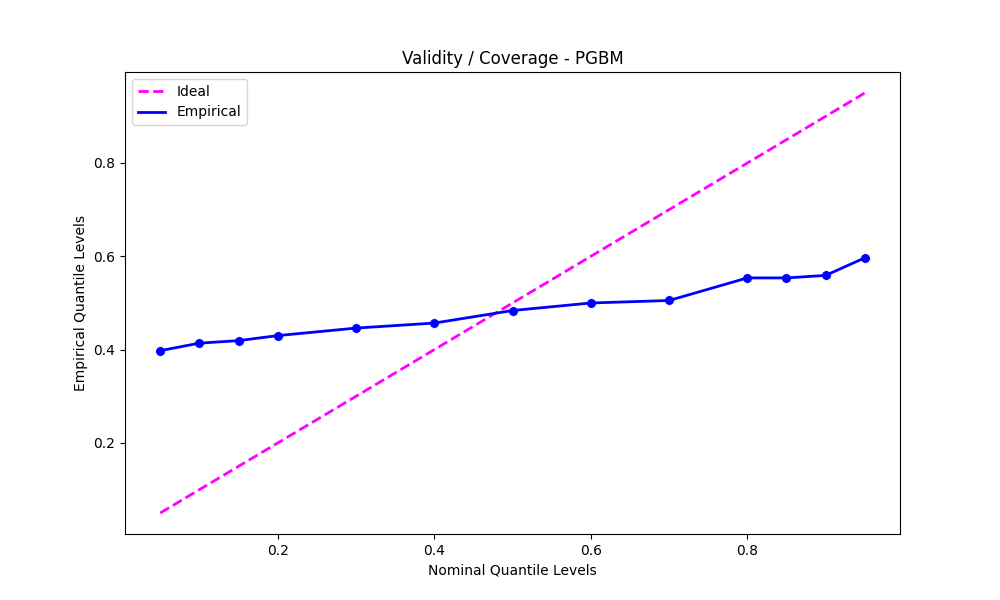 Validity / Coverage - PGBM
Ideal
Empirical
Empirical Quantile Levels
0.8
0.6
0.4
0.2
0.2 0.4 0.6 0.8
Nominal Quantile Levels